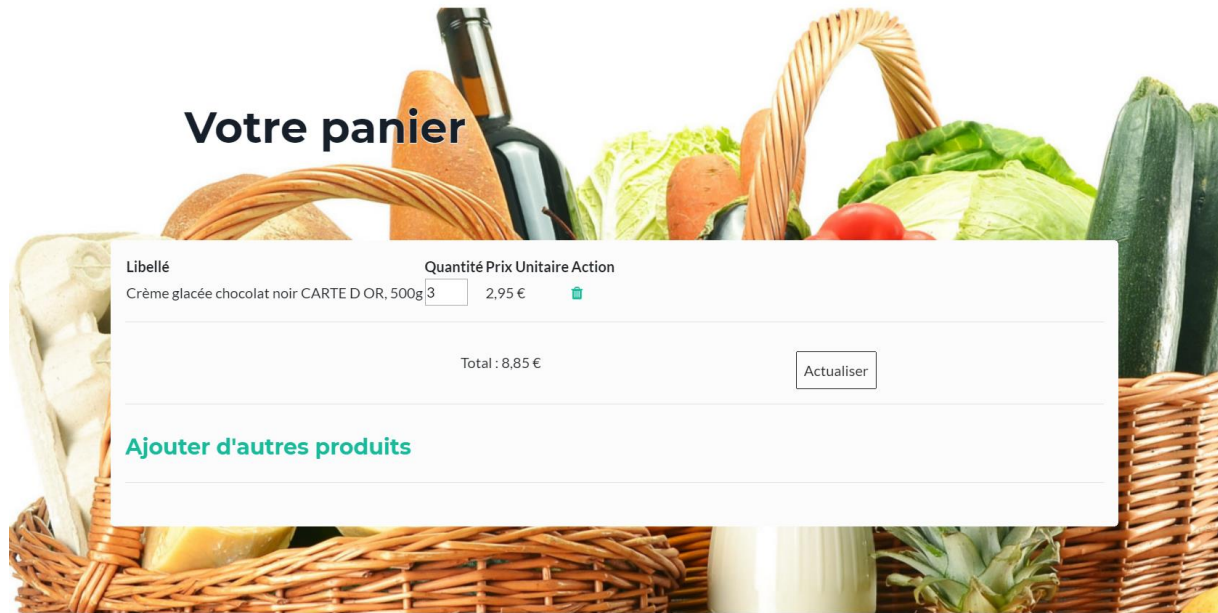 Votre panier
Libellé Quantité Prix Unitaire Action
Crème glacée chocolat noir CARTE D OR, 500g 3 2,95 €
Total : 8,85 €
Actualiser
Ajouter d'autres produits